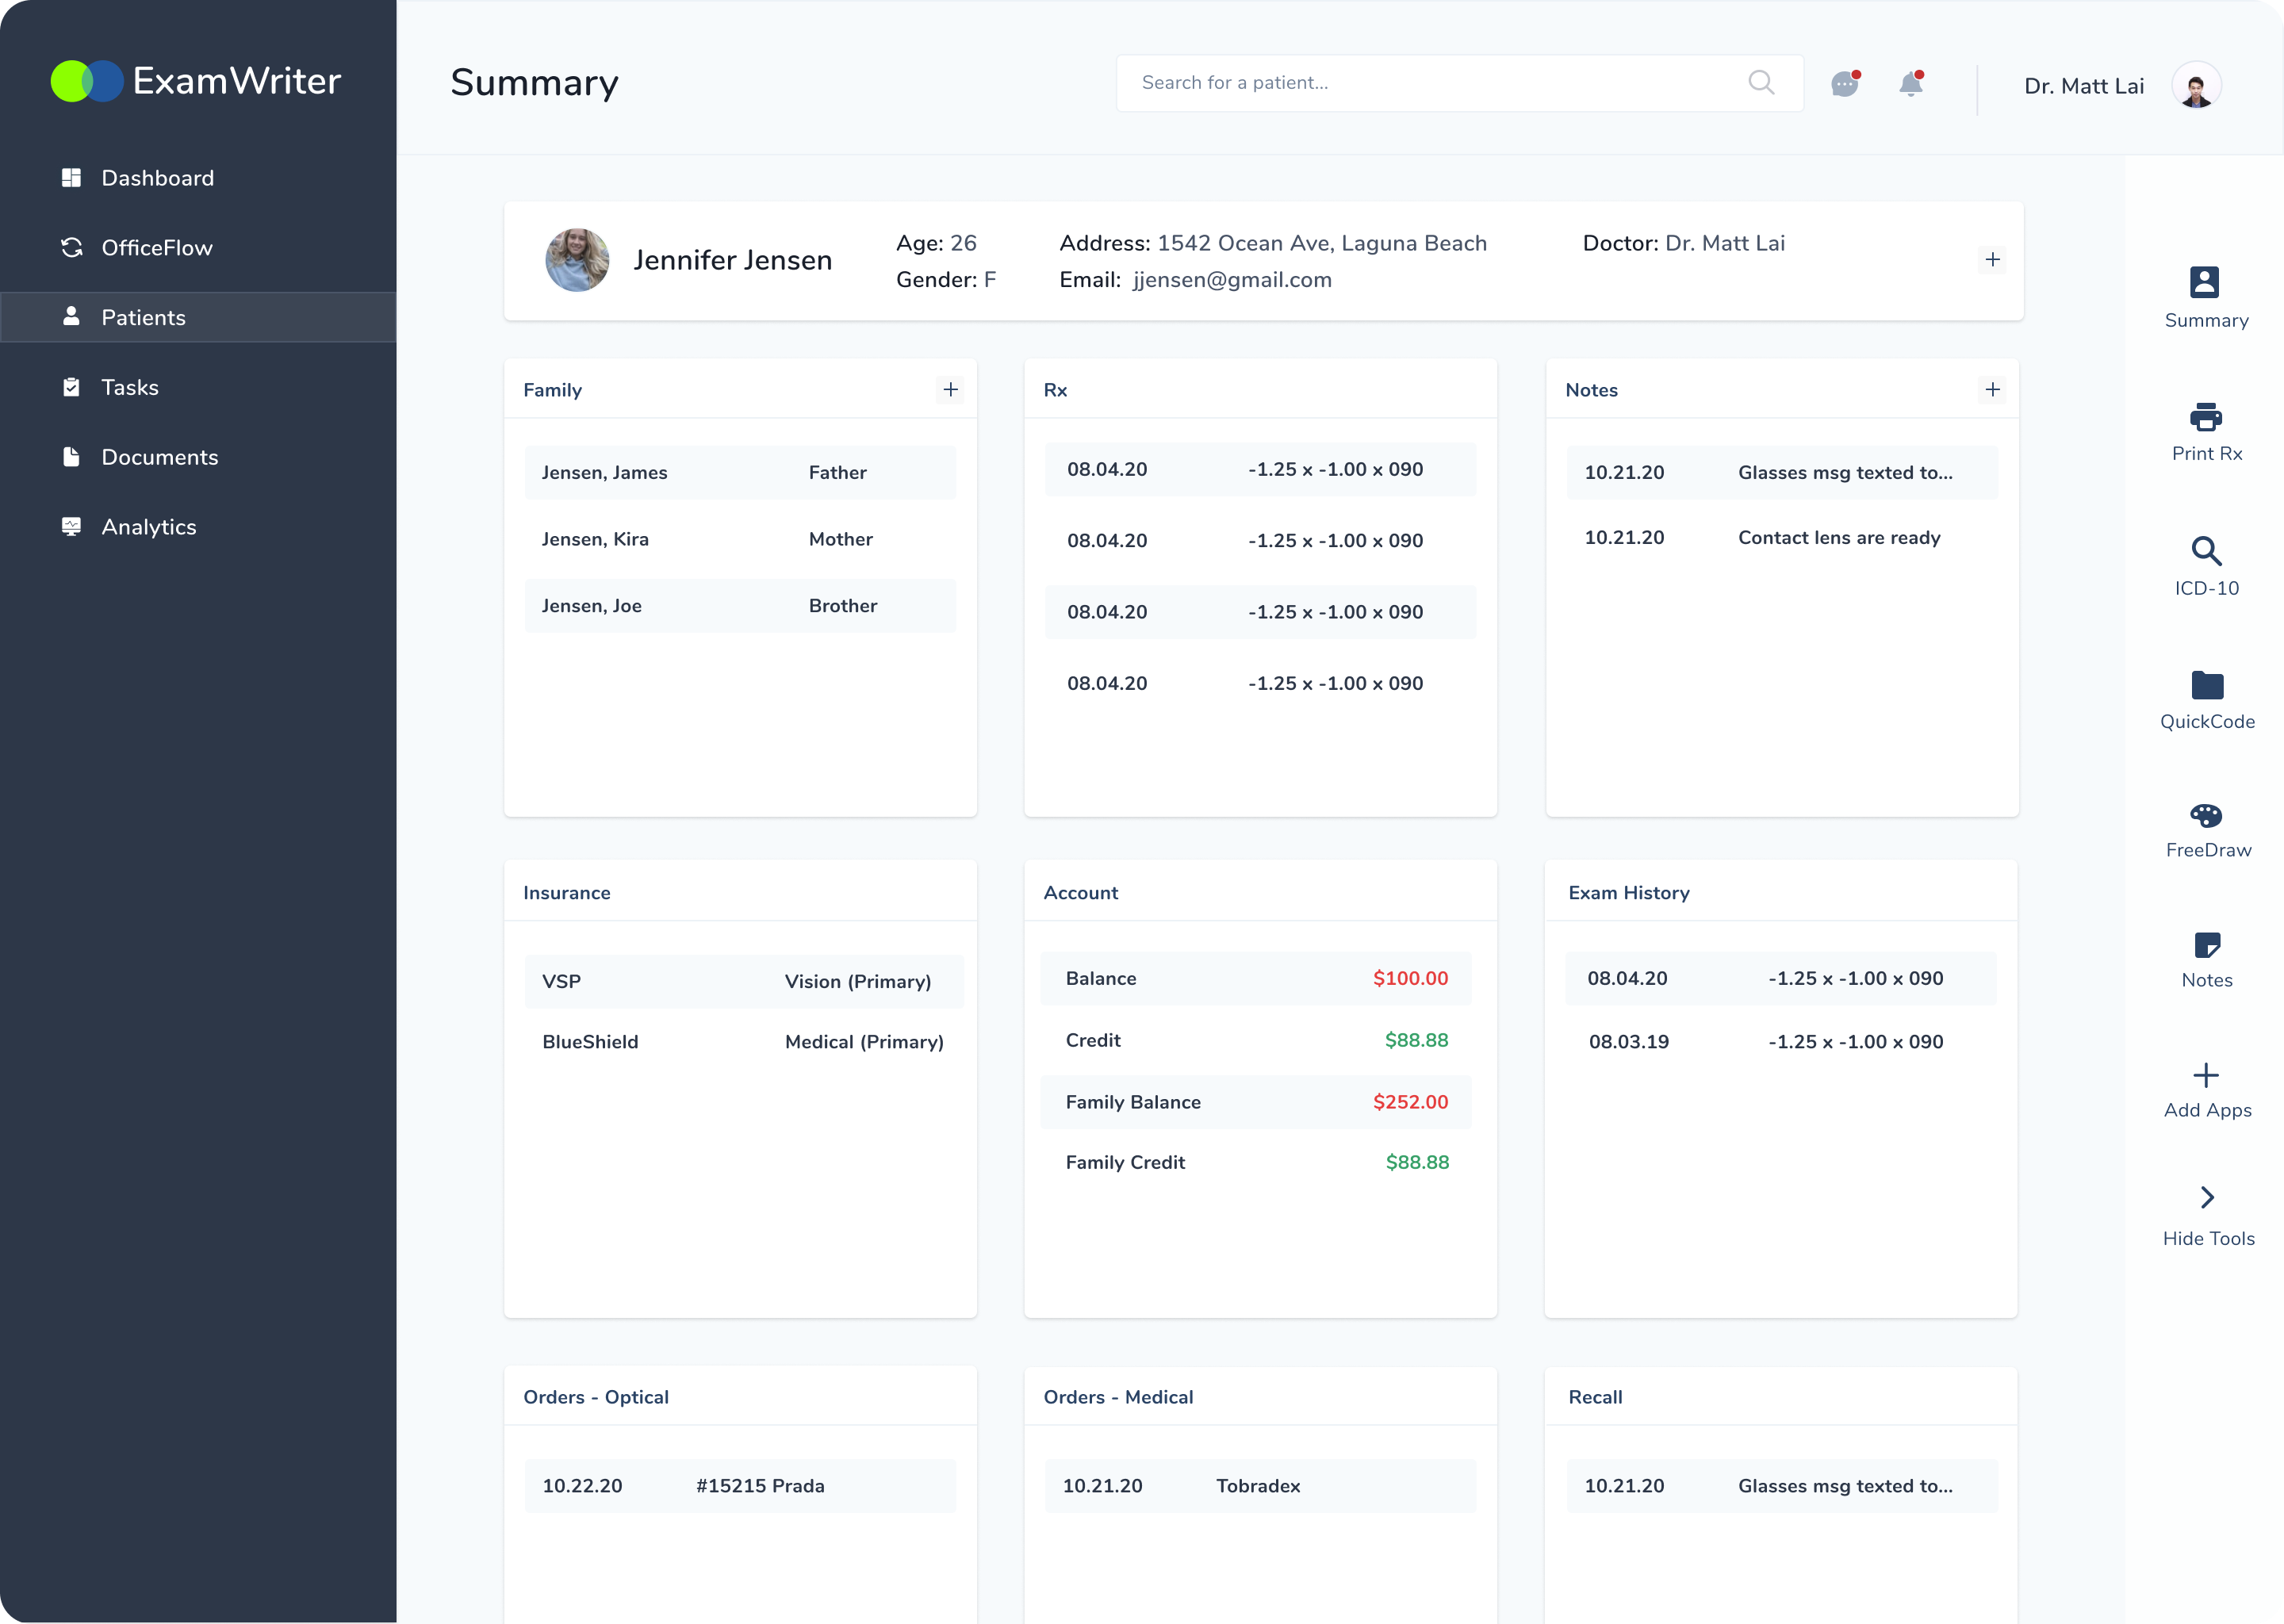 ExamWriter
Dashboard
OfficeFlow
Patients
Tasks
Documents
Analytics
Summary
Search for a patient...
Dr. Matt Lai
Jennifer Jensen
Age: 26
Gender: F
Address: 1542 Ocean Ave, Laguna Beach
Email: jjensen@gmail.com
Doctor: Dr. Matt Lai
Family
Jensen, James Father
Jensen, Kira Mother
Jensen, Joe Brother
Rx
08.04.20 -1.25 x -1.00 x 090
08.04.20 -1.25 x -1.00 x 090
08.04.20 -1.25 x -1.00 x 090
08.04.20 -1.25 x -1.00 x 090
Notes
10.21.20 Glasses msg texted to...
10.21.20 Contact lens are ready
Insurance
VSP Vision (Primary)
BlueShield Medical (Primary)
Account
Balance $100.00
Credit $88.88
Family Balance $252.00
Family Credit $88.88
Exam History
08.04.20 -1.25 x -1.00 x 090
08.03.19 -1.25 x -1.00 x 090
Orders - Optical
10.22.20 #15215 Prada
Orders - Medical
10.21.20 Tobradex
Recall
10.21.20 Glasses msg texted to...
Summary
Print Rx
ICD-10
QuickCode
FreeDraw
Notes
Add Apps
Hide Tools